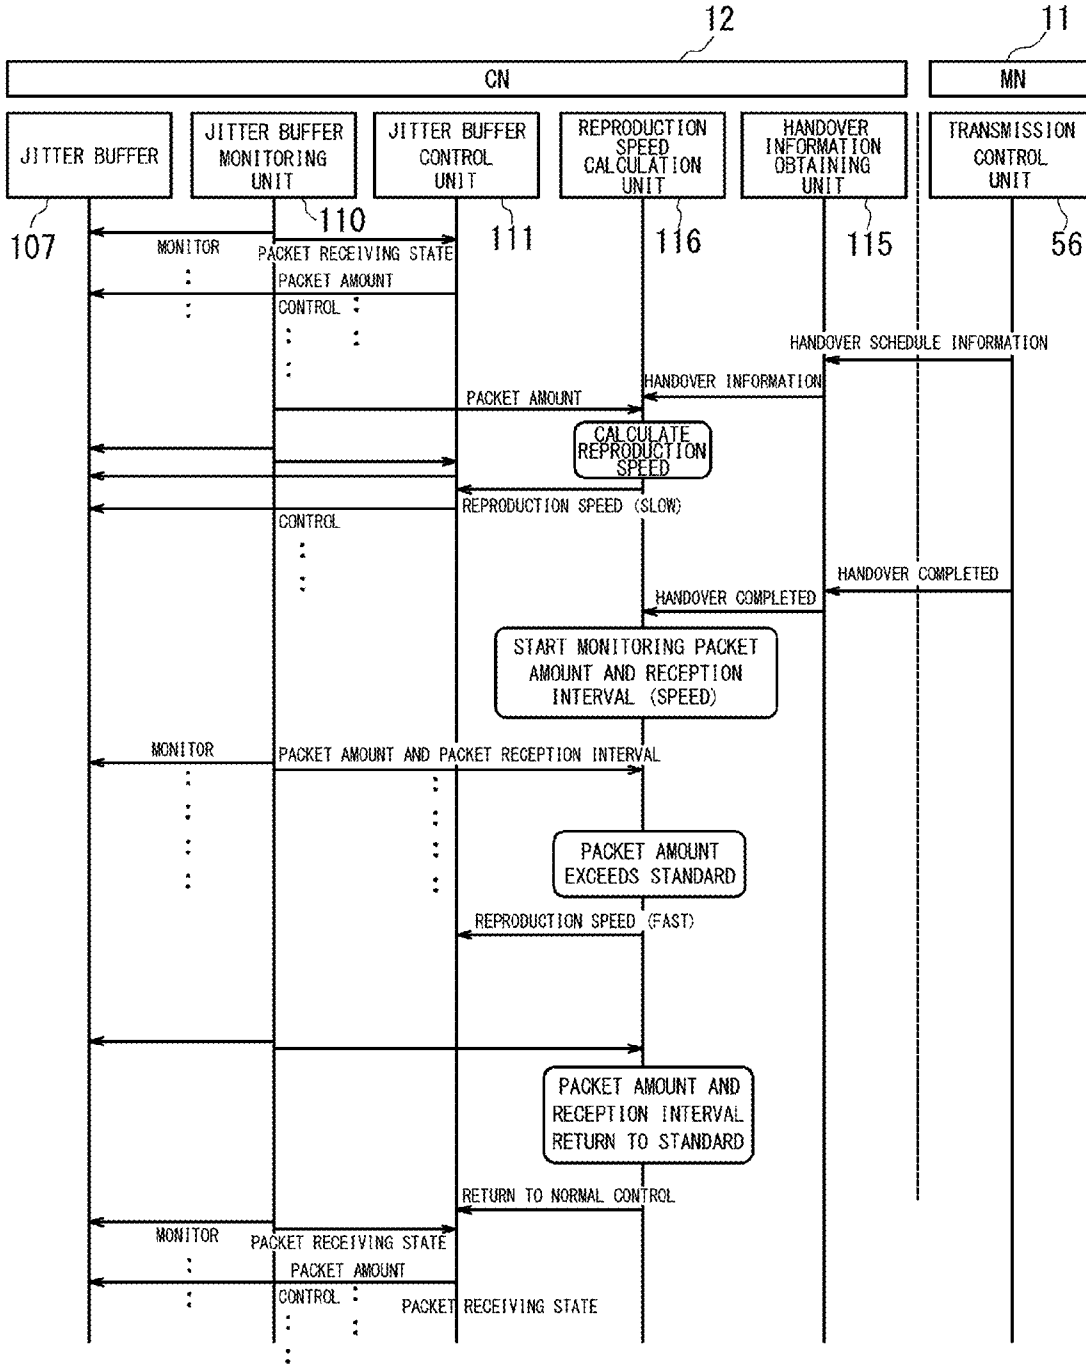 12
11
CN
MN
JITTER BUFFER
JITTER BUFFER
MONITORING
UNIT
JITTER BUFFER
CONTROL
UNIT
REPRODUCTION
SPEED
CALCULATION
UNIT
HANDOVER
INFORMATION
OBTAINING
UNIT
TRANSMISSION
CONTROL
UNIT
107
110
111
116
115
56
MONITOR
PACKET RECEIVING STATE
PACKET AMOUNT
CONTROL
HANDOVER SCHEDULE INFORMATION
HANDOVER INFORMATION
PACKET AMOUNT
CALCULATE
REPRODUCTION
SPEED
REPRODUCTION SPEED (SLOW)
CONTROL
HANDOVER COMPLETED
HANDOVER COMPLETED
START MONITORING PACKET
AMOUNT AND RECEPTION
INTERVAL (SPEED)
MONITOR
PACKET AMOUNT AND PACKET RECEPTION INTERVAL
PACKET AMOUNT
EXCEEDS STANDARD
REPRODUCTION SPEED (FAST)
PACKET AMOUNT AND
RECEPTION INTERVAL
RETURN TO STANDARD
RETURN TO NORMAL CONTROL
MONITOR
PACKET RECEIVING STATE
PACKET AMOUNT
CONTROL
PACKET RECEIVING STATE